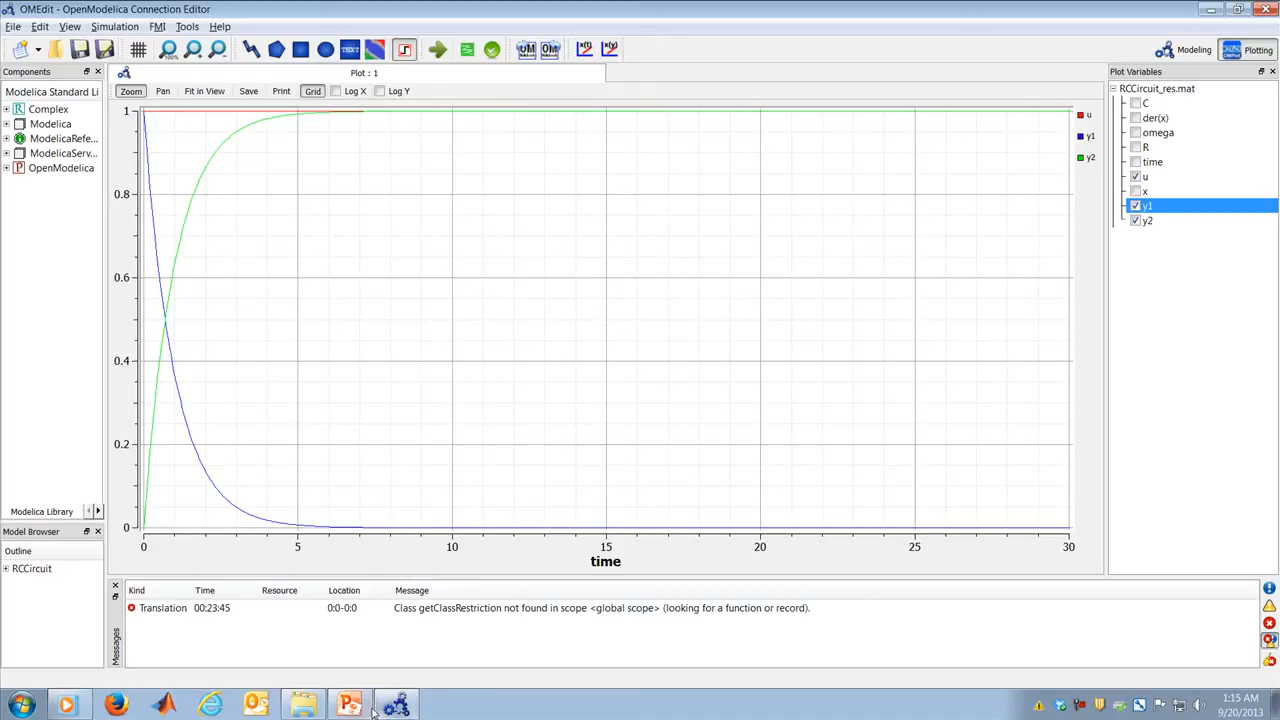 OMEdit - OpenModelica Connection Editor
File Edit View Simulation FMI Tools Help
100% TEXT OM OM x(t) x(y) Modeling Plotting
Components
Plot : 1
Plot Variables
Modelica Standard Li
Zoom Pan Fit in View Save Print Grid Log X Log Y
RCCircuit_res.mat
Complex
Modelica
ModelicaRefe...
ModelicaServ...
OpenModelica
C
der(x)
omega
R
time
u
x
y1
y2
1
0.8
0.6
0.4
0.2
0
u
y1
y2
0 5 10 15 20 25 30
time
Modelica Library
Model Browser
Outline
RCCircuit
Messages
Kind Time Resource Location Message
Translation 00:23:45 0:0-0:0 Class getClassRestriction not found in scope <global scope> (looking for a function or record).
1:15 AM
9/20/2013